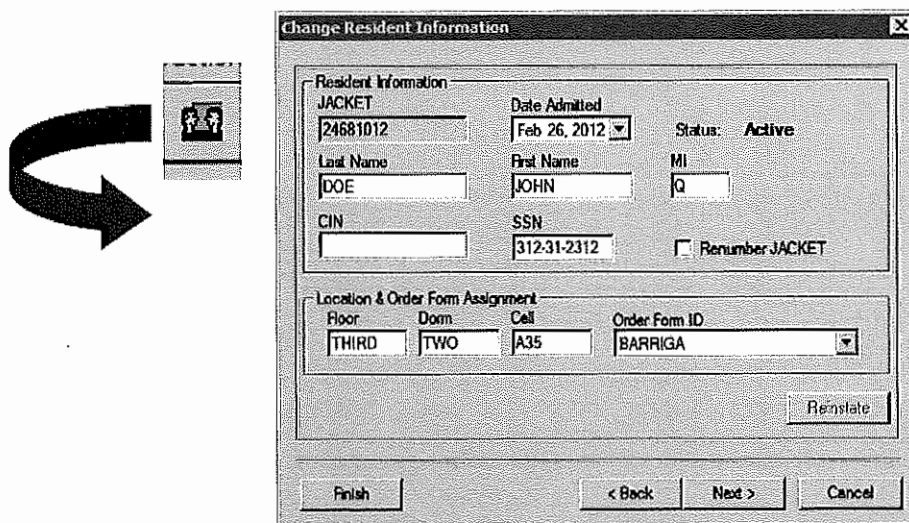 Change Resident Information X
Resident Information
JACKET Date Admitted
24681012 Feb 26, 2012 Status: Active
Last Name First Name MI
DOE JOHN Q
CIN SSN
312-31-2312 Renumber JACKET
Location & Order Form Assignment
Floor Dorm Cell Order Form ID
THIRD TWO A35 BARRIGA
Reinstate
Finish < Back Next > Cancel